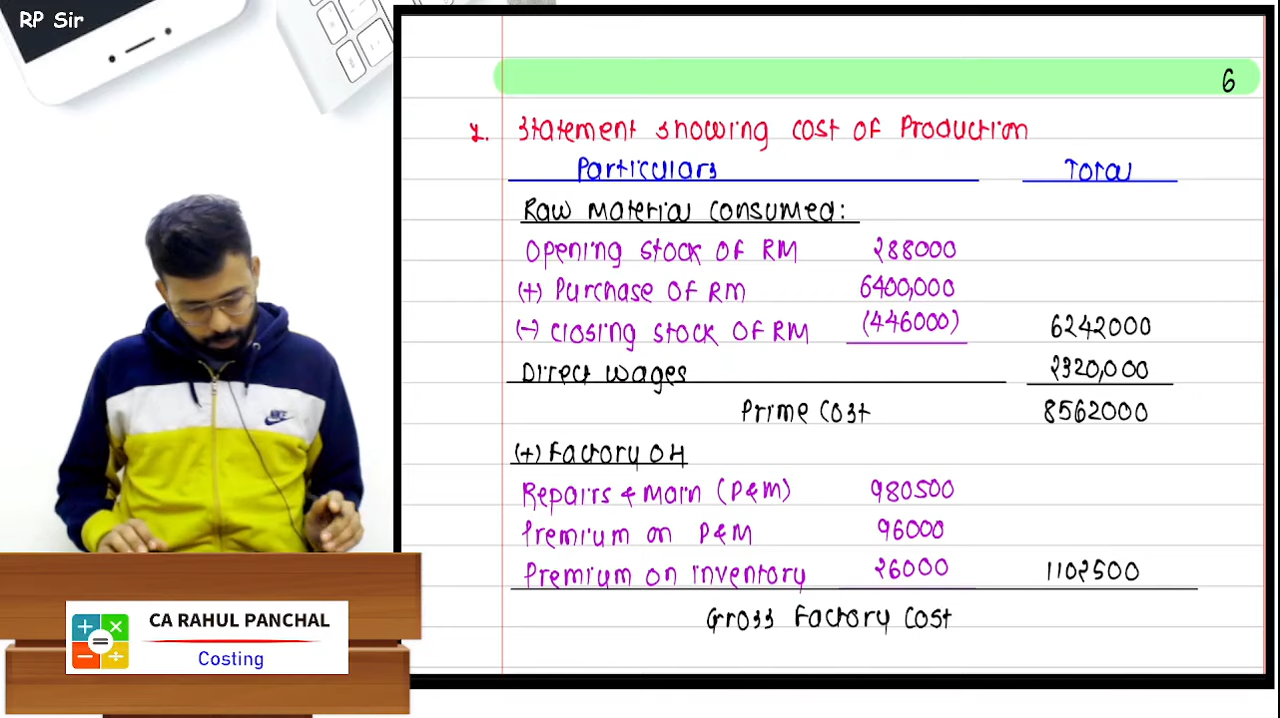 RP Sir
6
1. Statement showing cost of Production
Particulars Total
Raw material consumed:
Opening stock of RM 288000
(+) Purchase of RM 6400,000
(-) closing stock of RM (446000) 6242000
Direct wages 2320,000
Prime cost 8562000
(+) Factory OH
Repairs & main (P&M) 980500
Premium on P&M 96000
Premium on inventory 26000 1102500
Gross Factory cost
NIKE
CA RAHUL PANCHAL
Costing